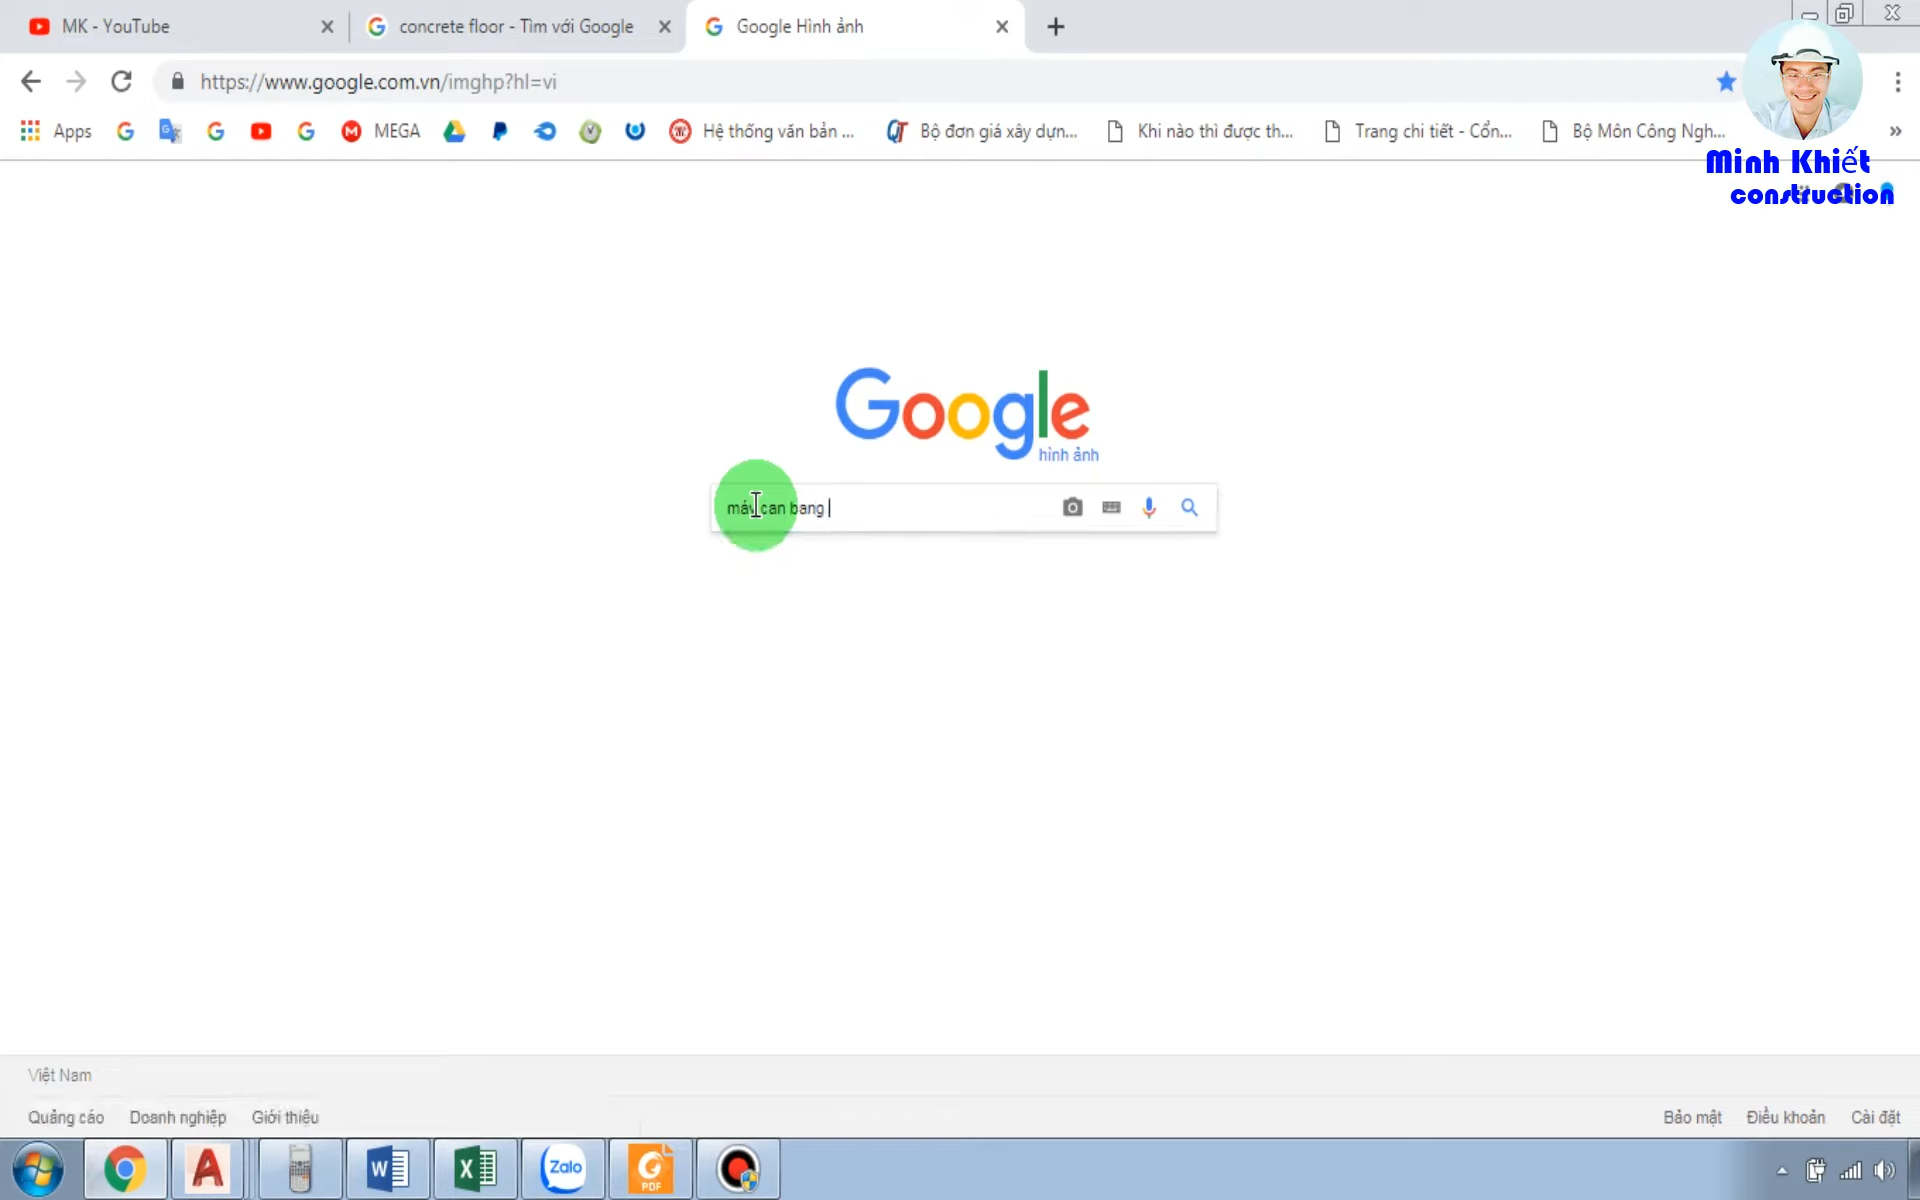 MK - YouTube
concrete floor - Tìm với Google
Google Hình ảnh
https://www.google.com.vn/imghp?hl=vi
Apps
MEGA
Hệ thống văn bản ...
Bộ đơn giá xây dựn...
Khi nào thì được th...
Trang chi tiết - Cổn...
Bộ Môn Công Ngh...
Minh Khiết
construction
Google
hình ảnh
máy can bang
Việt Nam
Quảng cáo
Doanh nghiệp
Giới thiệu
Bảo mật
Điều khoản
Cài đặt
Zalo
PDF